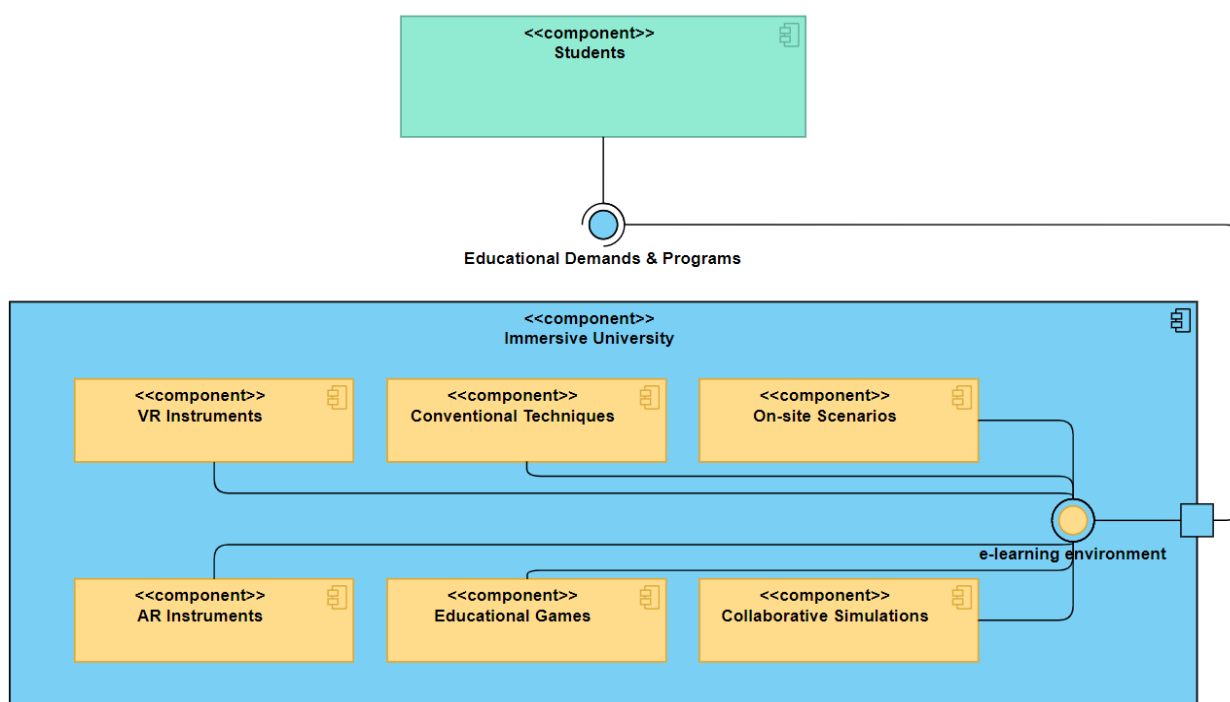 <<component>>
Students
Educational Demands & Programs
<<component>>
Immersive University
<<component>>
VR Instruments
<<component>>
Conventional Techniques
<<component>>
On-site Scenarios
e-learning environment
<<component>>
AR Instruments
<<component>>
Educational Games
<<component>>
Collaborative Simulations